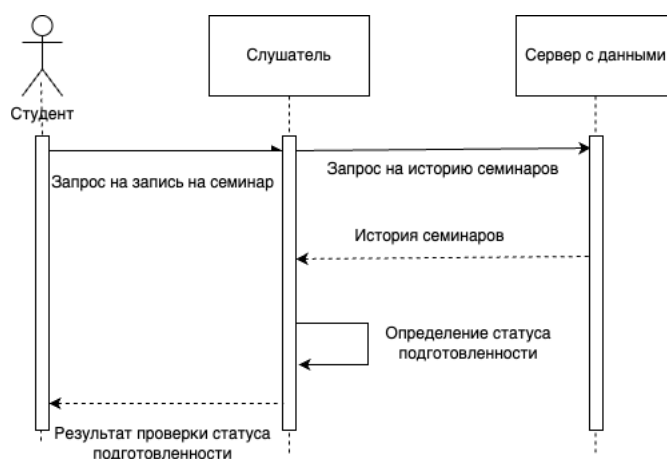 Студент
Слушатель
Сервер с данными
Запрос на запись на семинар
Запрос на историю семинаров
История семинаров
Определение статуса
подготовленности
Результат проверки статуса
подготовленности